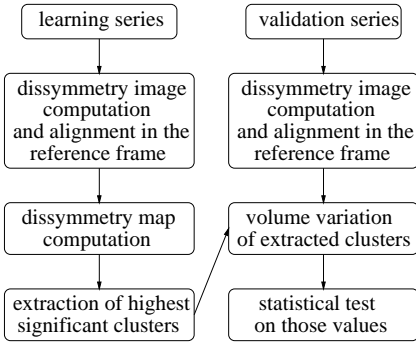 learning series
dissymmetry image
computation
and alignment in the
reference frame
dissymmetry map
computation
extraction of highest
significant clusters
validation series
dissymmetry image
computation
and alignment in the
reference frame
volume variation
of extracted clusters
statistical test
on those values